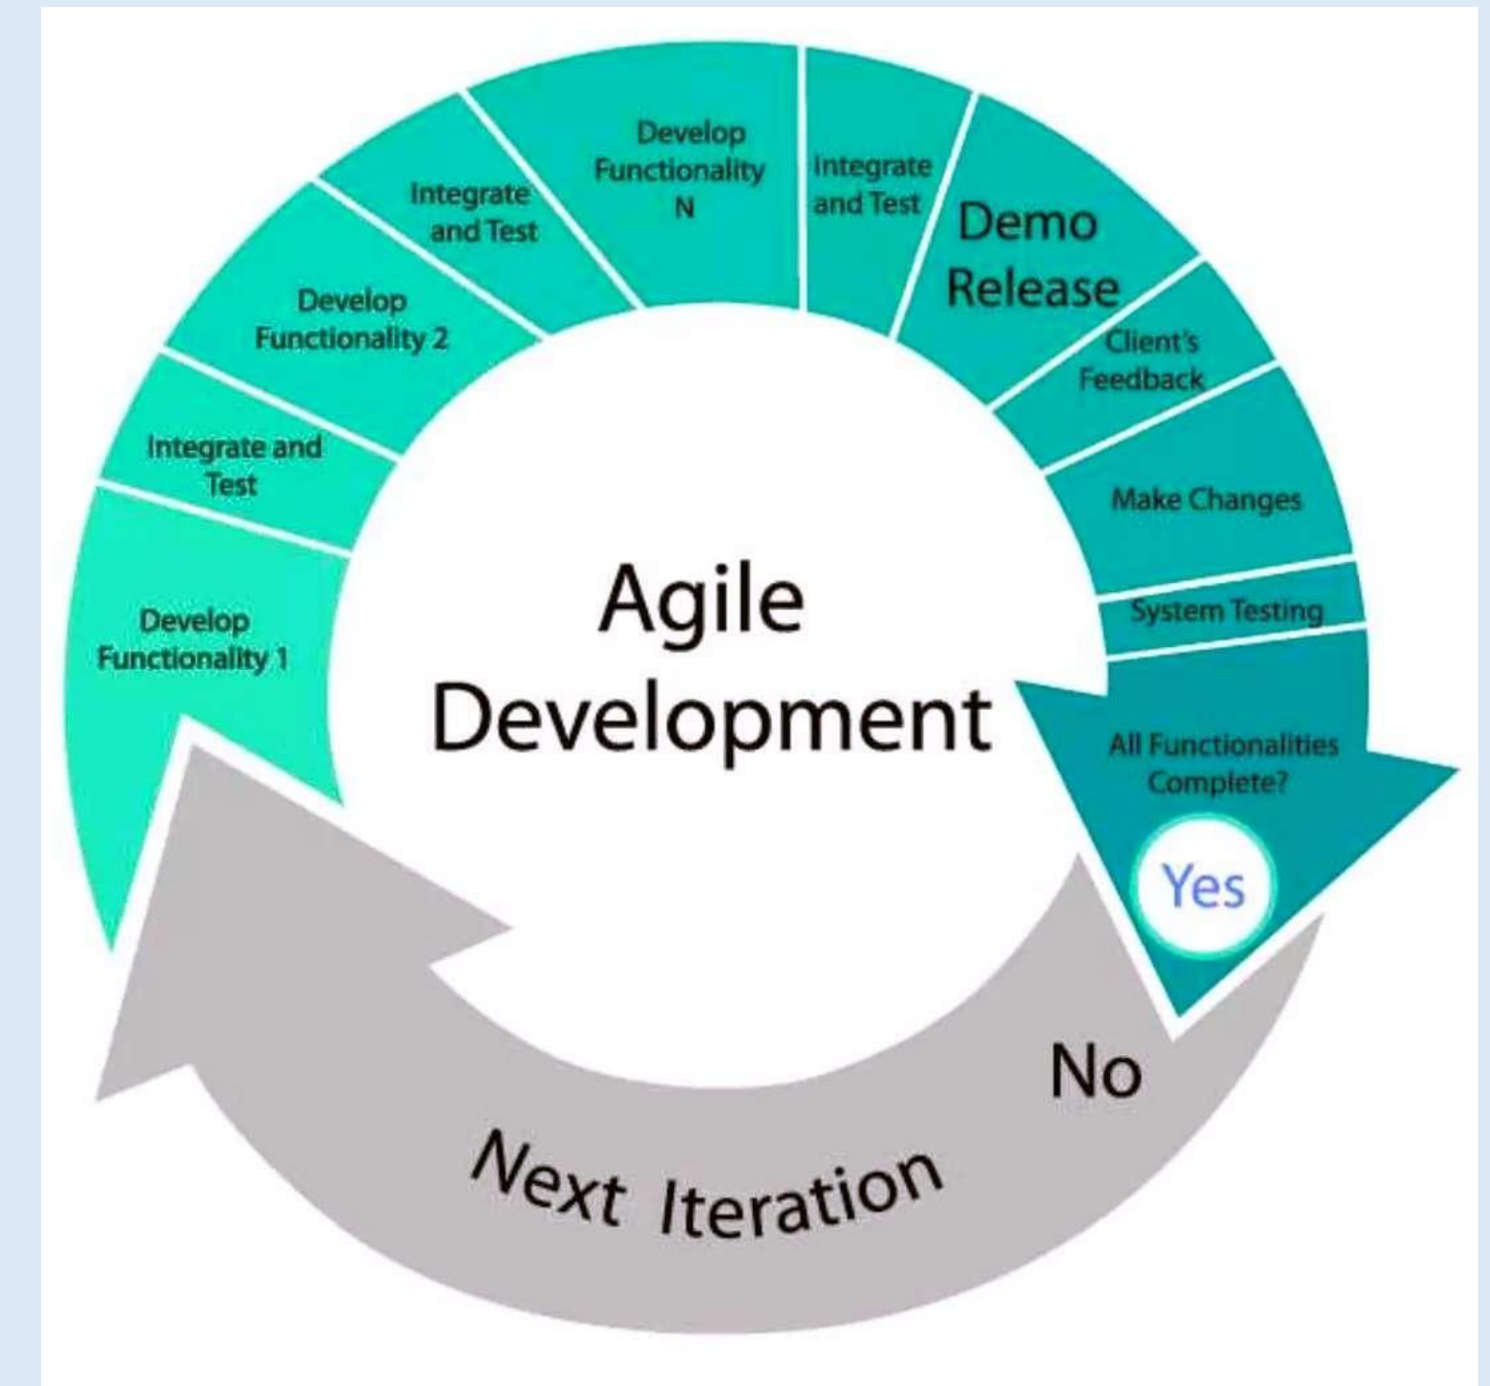 Develop
Functionality 1
Integrate and
Test
Develop
Functionality 2
Integrate
and Test
Develop
Functionality
N
Integrate
and Test
Demo
Release
Client's
Feedback
Make Changes
System Testing
All Functionalities
Complete?
Yes
No
Next Iteration
Agile
Development